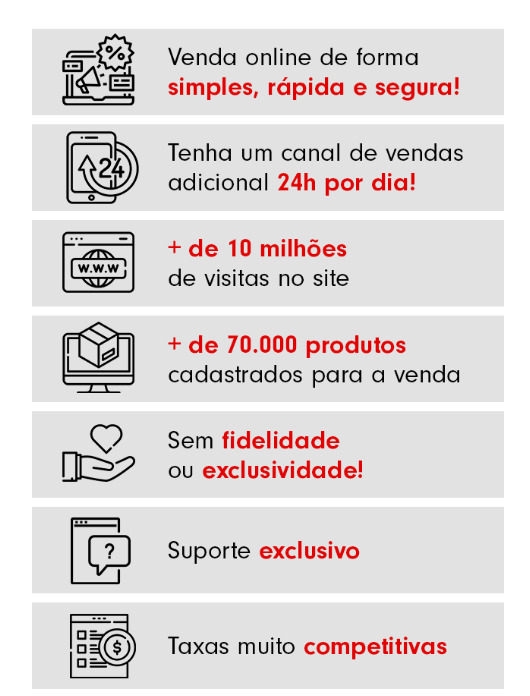 %
Venda online de forma
simples, rápida e segura!
24
Tenha um canal de vendas
adicional 24h por dia!
w.w.w
+ de 10 milhões
de visitas no site
+ de 70.000 produtos
cadastrados para a venda
Sem fidelidade
ou exclusividade!
?
Suporte exclusivo
$
Taxas muito competitivas